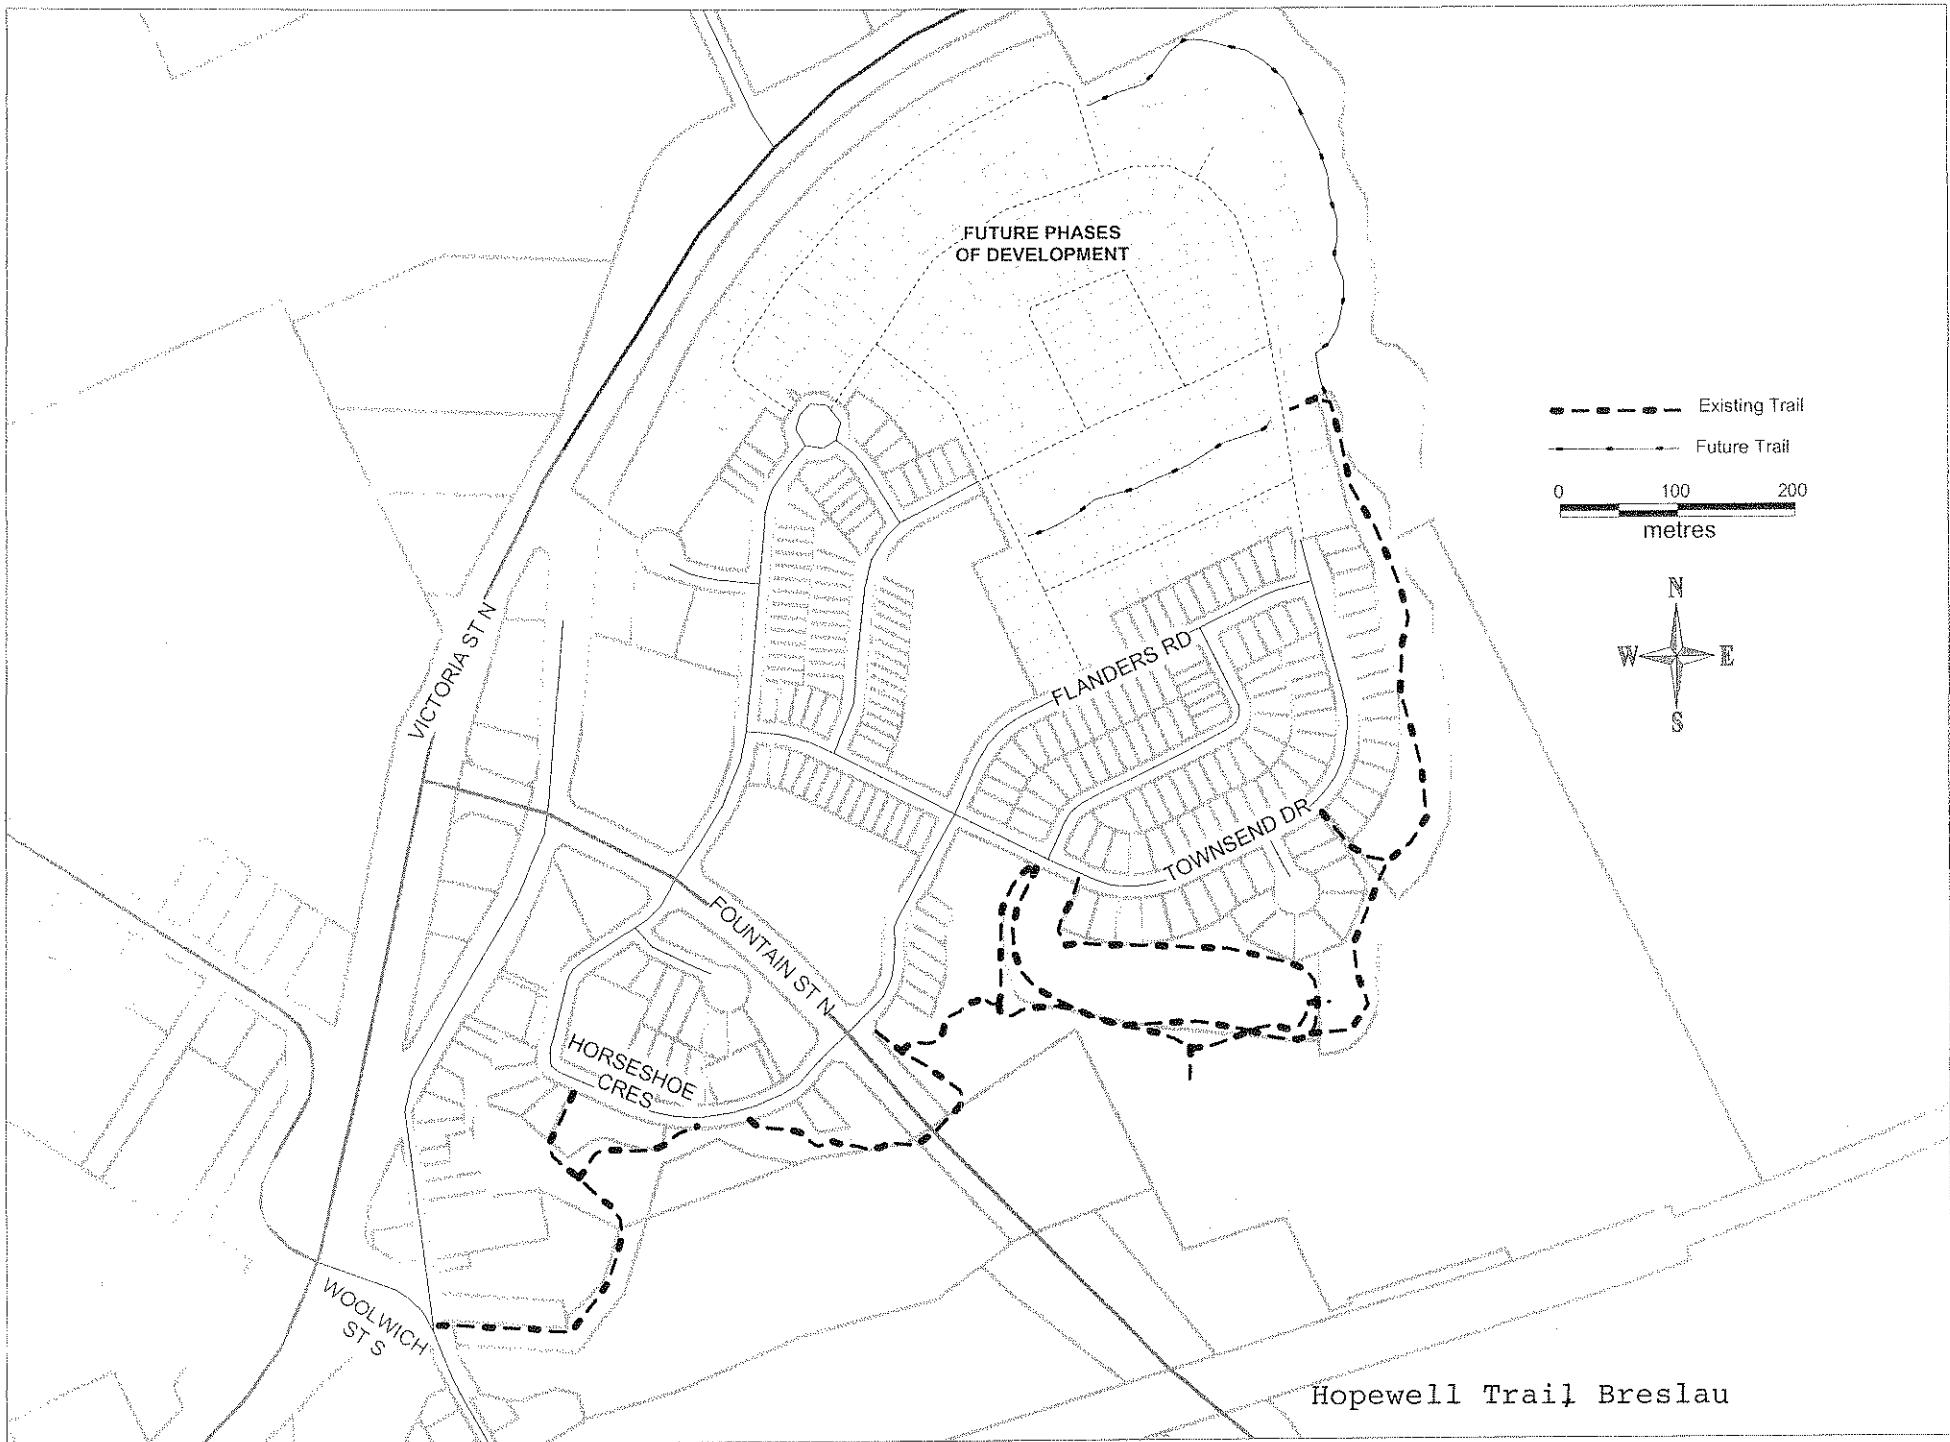 FUTURE PHASES
OF DEVELOPMENT
Existing Trail
Future Trail
0 100 200
metres
N
W E
S
VICTORIA ST N
FLANDERS RD
TOWNSEND DR
FOUNTAIN ST N
HORSESHOE
CRES
WOOLWICH
ST S
Hopewell Trail, Breslau